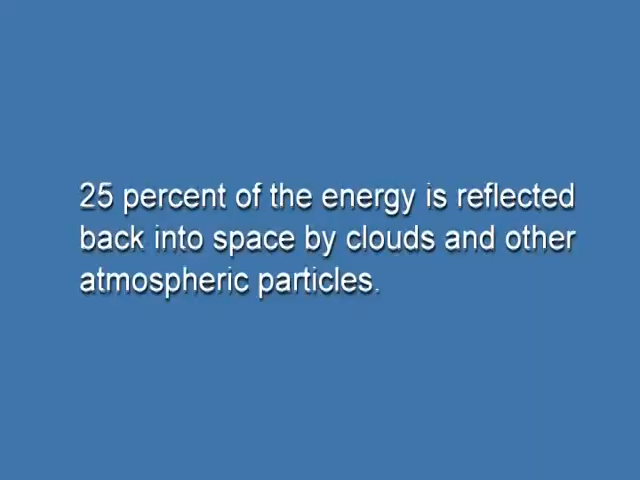 25 percent of the energy is reflected
back into space by clouds and other
atmospheric particles.